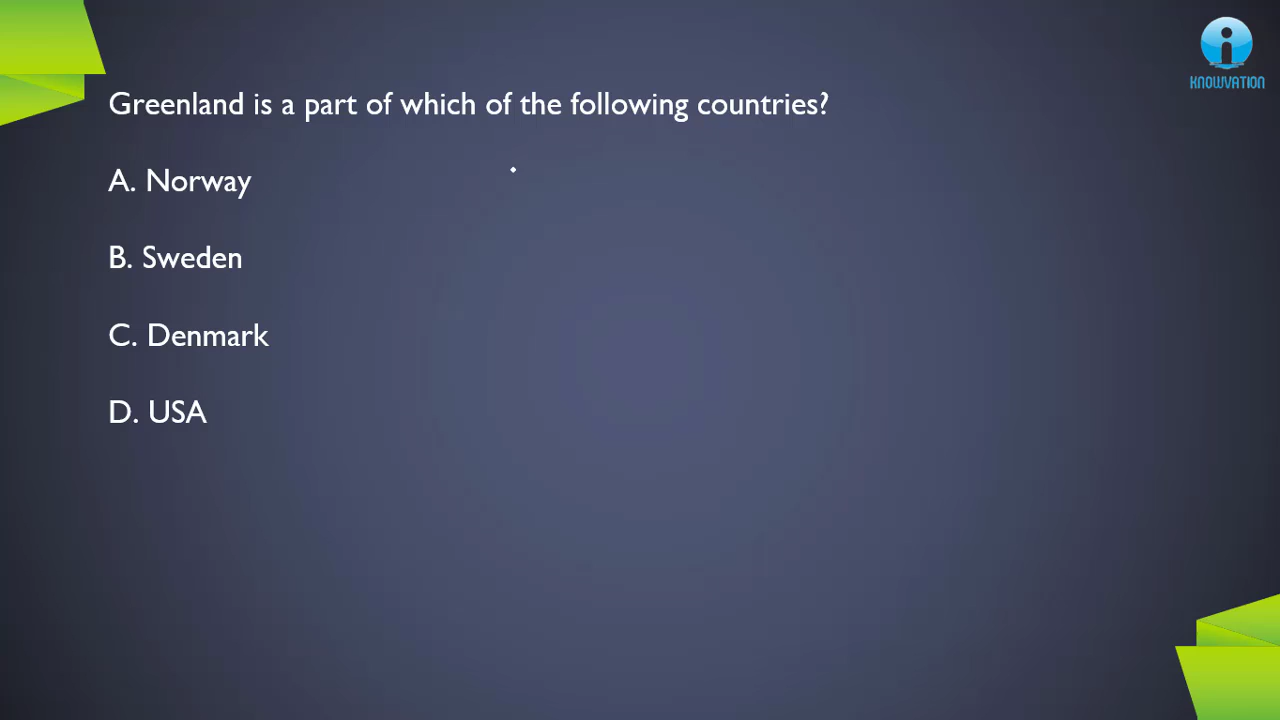 KNOWVATION
Greenland is a part of which of the following countries?
A. Norway
B. Sweden
C. Denmark
D. USA